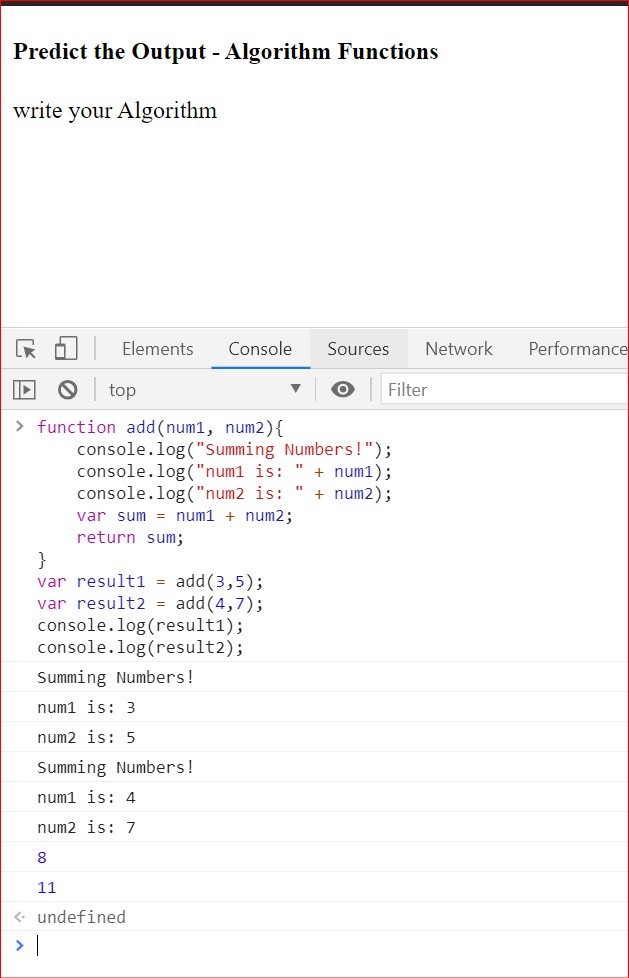 Predict the Output - Algorithm Functions
write your Algorithm
Elements Console Sources Network Performance
top ▼ Filter
> function add(num1, num2){
    console.log("Summing Numbers!");
    console.log("num1 is: " + num1);
    console.log("num2 is: " + num2);
    var sum = num1 + num2;
    return sum;
}
var result1 = add(3,5);
var result2 = add(4,7);
console.log(result1);
console.log(result2);
Summing Numbers!
num1 is: 3
num2 is: 5
Summing Numbers!
num1 is: 4
num2 is: 7
8
11
undefined
>